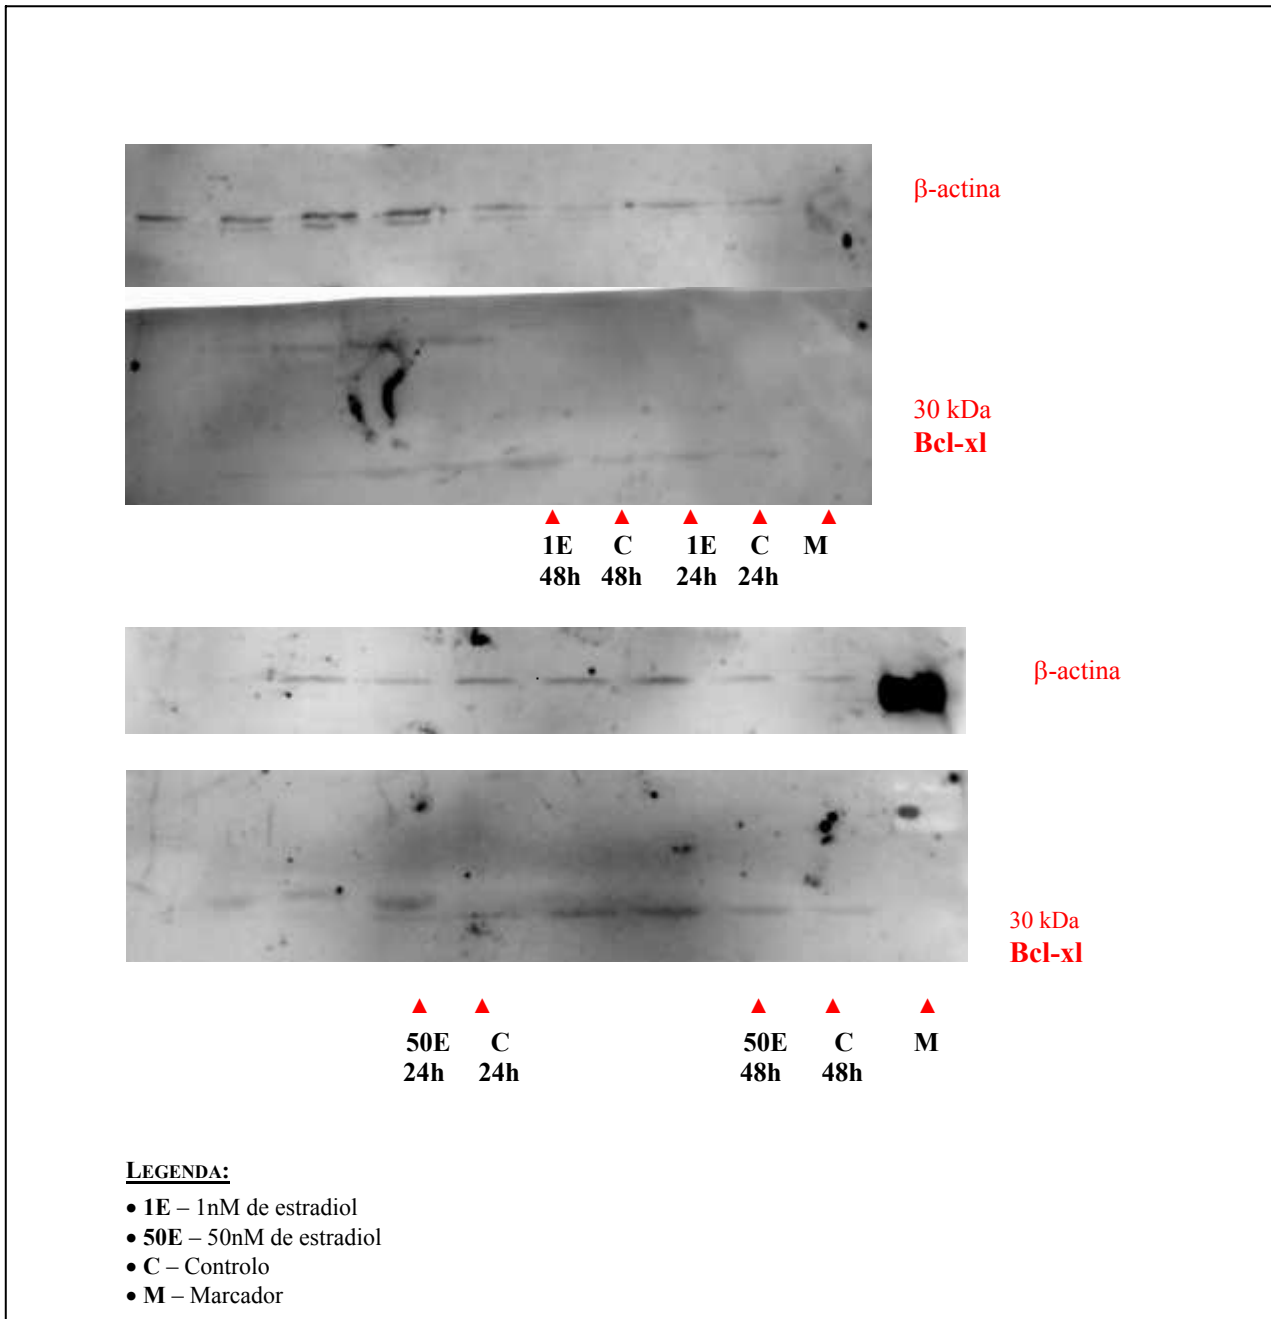 β-actina
30 kDa
Bcl-xl
1E C 1E C M
48h 48h 24h 24h
β-actina
30 kDa
Bcl-xl
50E C 50E C M
24h 24h 48h 48h
LEGENDA:
• 1E – 1nM de estradiol
• 50E – 50nM de estradiol
• C – Controlo
• M – Marcador